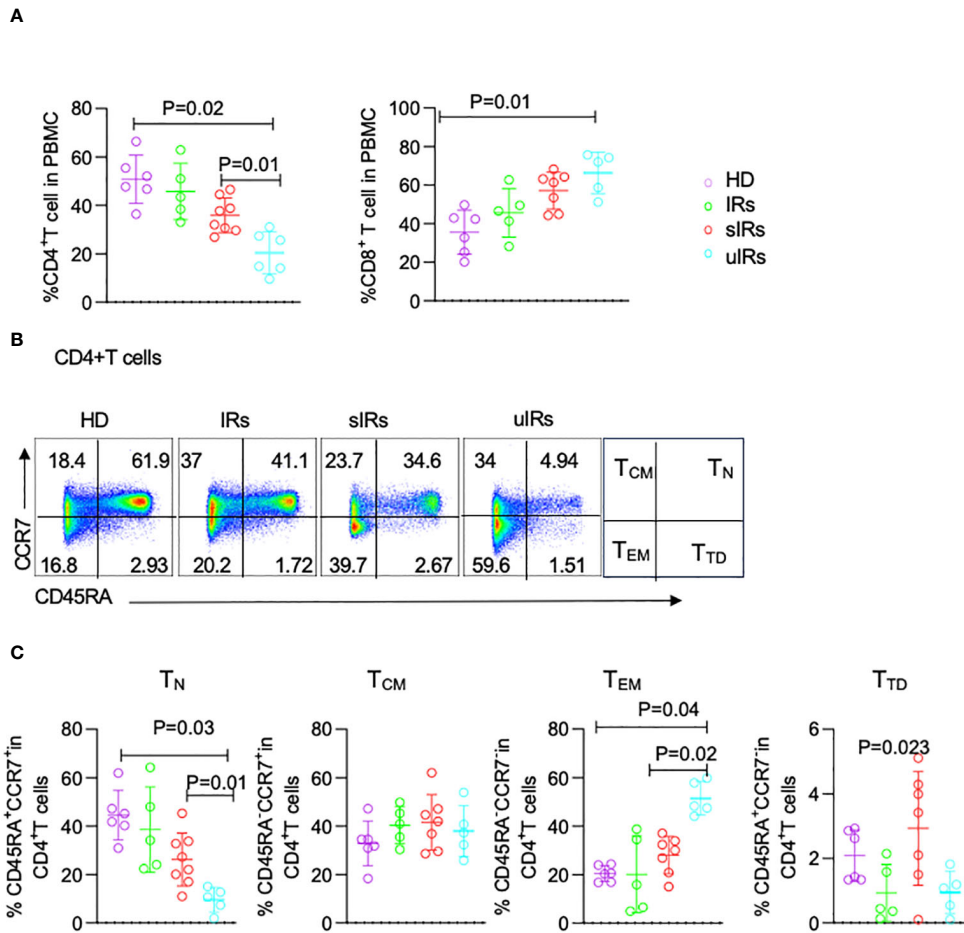 A
%CD4+T cell in PBMC
80
60
40
20
0
P=0.02
P=0.01
%CD8+ T cell in PBMC
100
80
60
40
20
0
P=0.01
HD
IRs
sIRs
uIRs
B
CD4+T cells
HD IRs sIRs uIRs
18.4 61.9 37 41.1 23.7 34.6 34 4.94 TCM TN
16.8 2.93 20.2 1.72 39.7 2.67 59.6 1.51 TEM TTD
CCR7
CD45RA
C
TN
% CD45RA+CCR7+in
CD4+T cells
80
60
40
20
0
P=0.03
P=0.01
TCM
% CD45RA-CCR7+in
CD4+T cells
80
60
40
20
0
TEM
% CD45RA-CCR7-in
CD4+T cells
80
60
40
20
0
P=0.04
P=0.02
TTD
% CD45RA+CCR7-in
CD4+T cells
6
4
2
0
P=0.023